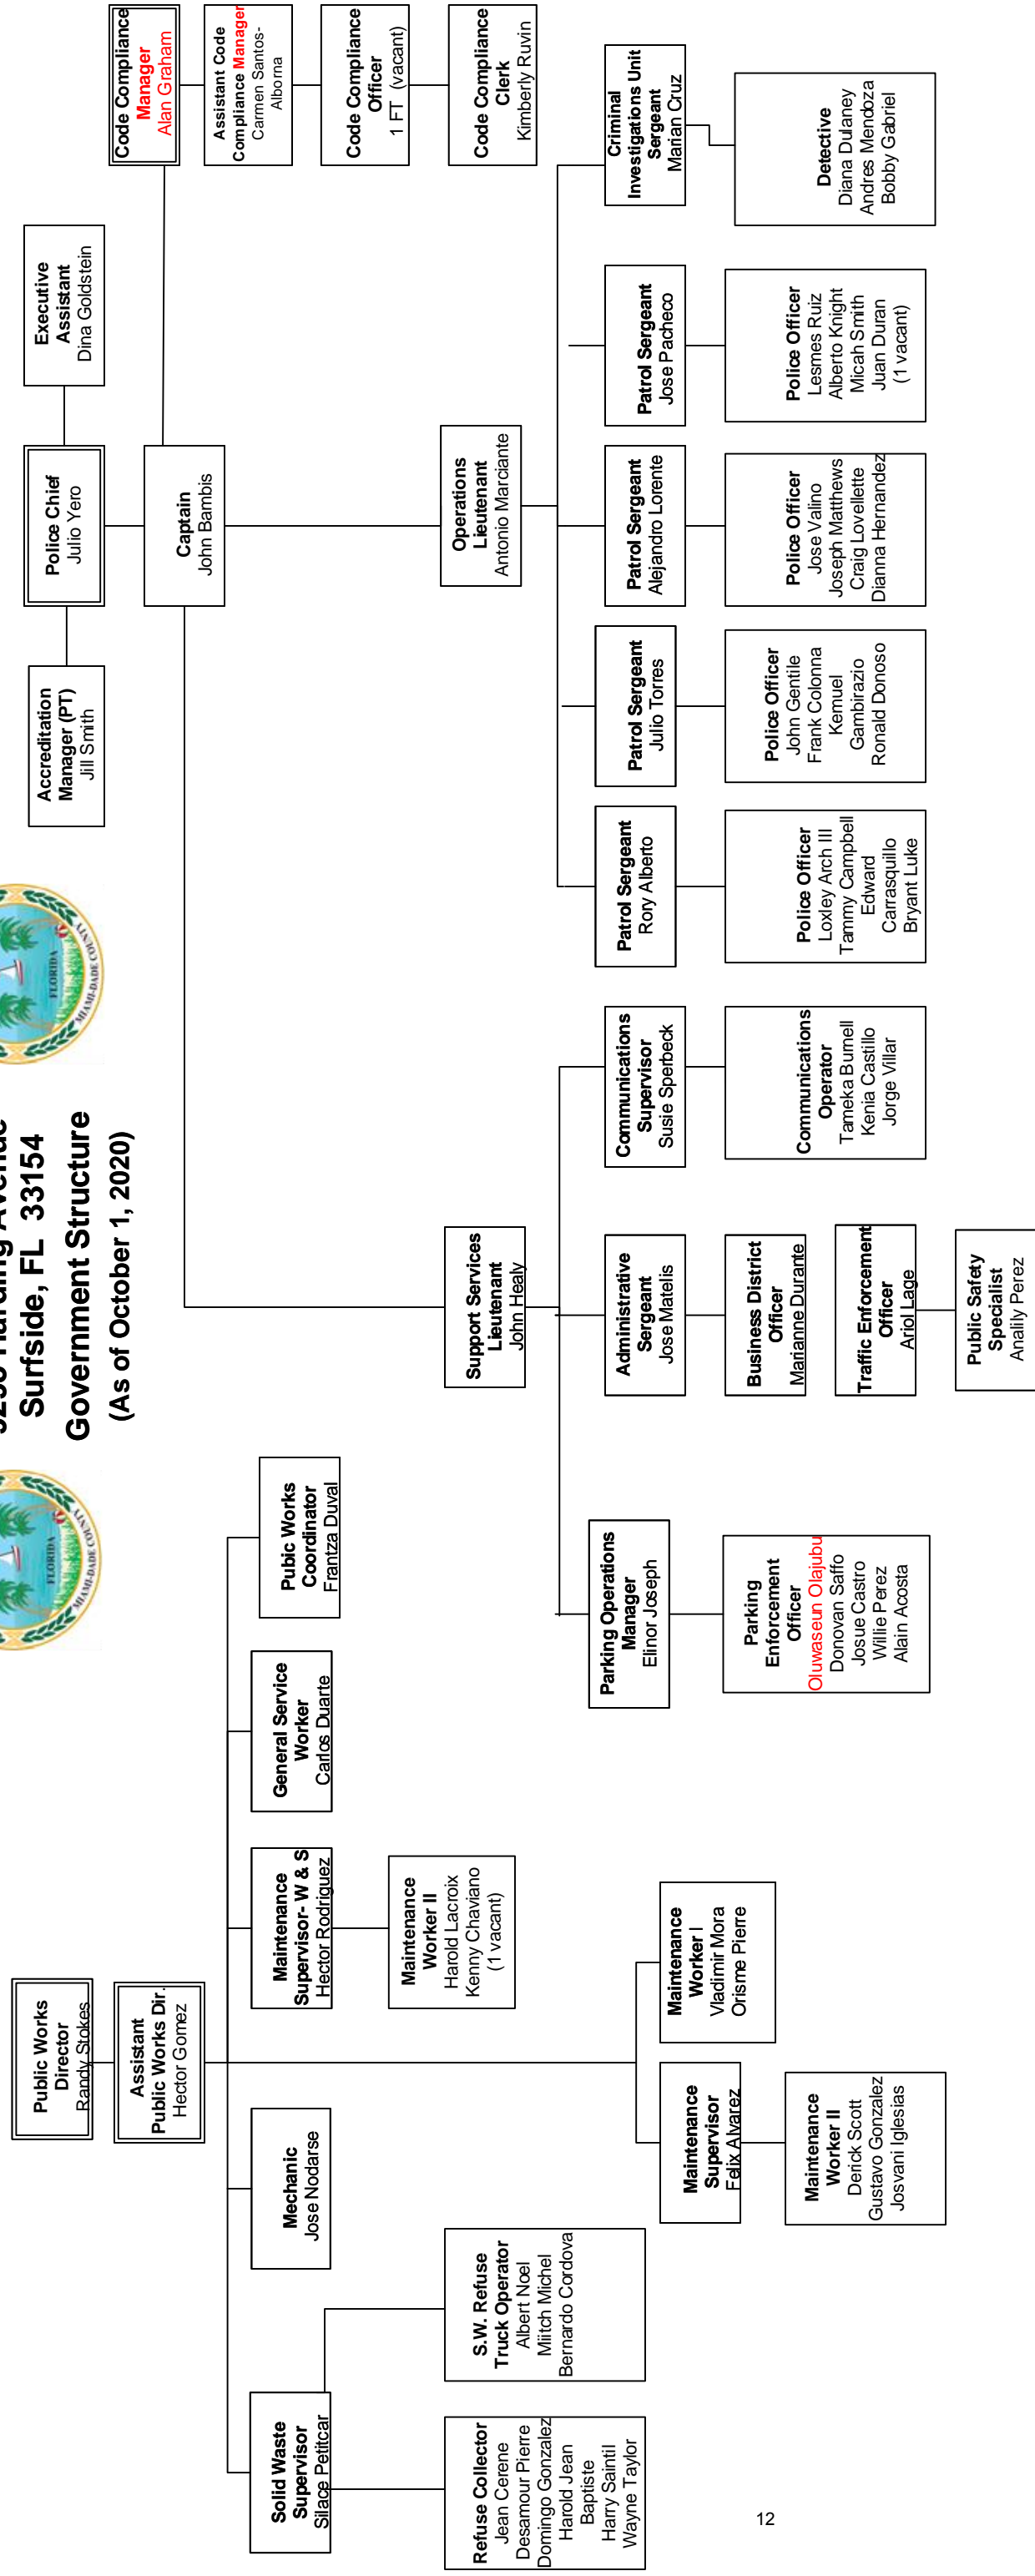 FLORIDA
MIAMI-DADE COUNTY
Harding Avenue
Surfside, FL 33154
Government Structure
(As of October 1, 2020)
FLORIDA
MIAMI-DADE COUNTY
Public Works
Director
Randy Stokes
Assistant
Public Works Dir.
Hector Gomez
Solid Waste
Supervisor
Silace Petitcar
Mechanic
Jose Nodarse
Maintenance
Supervisor- W & S
Hector Rodriguez
General Service
Worker
Carlos Duarte
Pubic Works
Coordinator
Frantza Duval
Refuse Collector
Jean Cerene
Desamour Pierre
Domingo Gonzalez
Harold Jean
Baptiste
Harry Saintil
Wayne Taylor
S.W. Refuse
Truck Operator
Albert Noel
Miitch Michel
Bernardo Cordova
Maintenance
Worker II
Harold Lacroix
Kenny Chaviano
(1 vacant)
Maintenance
Supervisor
Felix Alvarez
Maintenance
Worker I
Vladimir Mora
Orisme Pierre
Maintenance
Worker II
Derick Scott
Gustavo Gonzalez
Josvani Iglesias
Accreditation
Manager (PT)
Jill Smith
Police Chief
Julio Yero
Executive
Assistant
Dina Goldstein
Captain
John Bambis
Code Compliance
Manager
Alan Graham
Assistant Code
Compliance Manager
Carmen Santos-
Alborna
Code Compliance
Officer
1 FT (vacant)
Code Compliance
Clerk
Kimberly Ruvin
Support Services
Lieutenant
John Healy
Operations
Lieutenant
Antonio Marciante
Parking Operations
Manager
Elinor Joseph
Parking
Enforcement
Officer
Oluwaseun Olajubu
Donovan Saffo
Josue Castro
Willie Perez
Alain Acosta
Administrative
Sergeant
Jose Matelis
Business District
Officer
Marianne Durante
Traffic Enforcement
Officer
Ariol Lage
Public Safety
Specialist
Analily Perez
Communications
Supervisor
Susie Sperbeck
Communications
Operator
Tameka Burnell
Kenia Castillo
Jorge Villar
Patrol Sergeant
Rory Alberto
Police Officer
Loxley Arch III
Tammy Campbell
Edward
Carrasquillo
Bryant Luke
Patrol Sergeant
Julio Torres
Police Officer
John Gentile
Frank Colonna
Kemuel
Gambirazio
Ronald Donoso
Patrol Sergeant
Alejandro Lorente
Police Officer
Jose Valino
Joseph Matthews
Craig Lovellette
Dianna Hernandez
Patrol Sergeant
Jose Pacheco
Police Officer
Lesmes Ruiz
Alberto Knight
Micah Smith
Juan Duran
(1 vacant)
Criminal
Investigations Unit
Sergeant
Marian Cruz
Detective
Diana Dulaney
Andres Mendoza
Bobby Gabriel
12